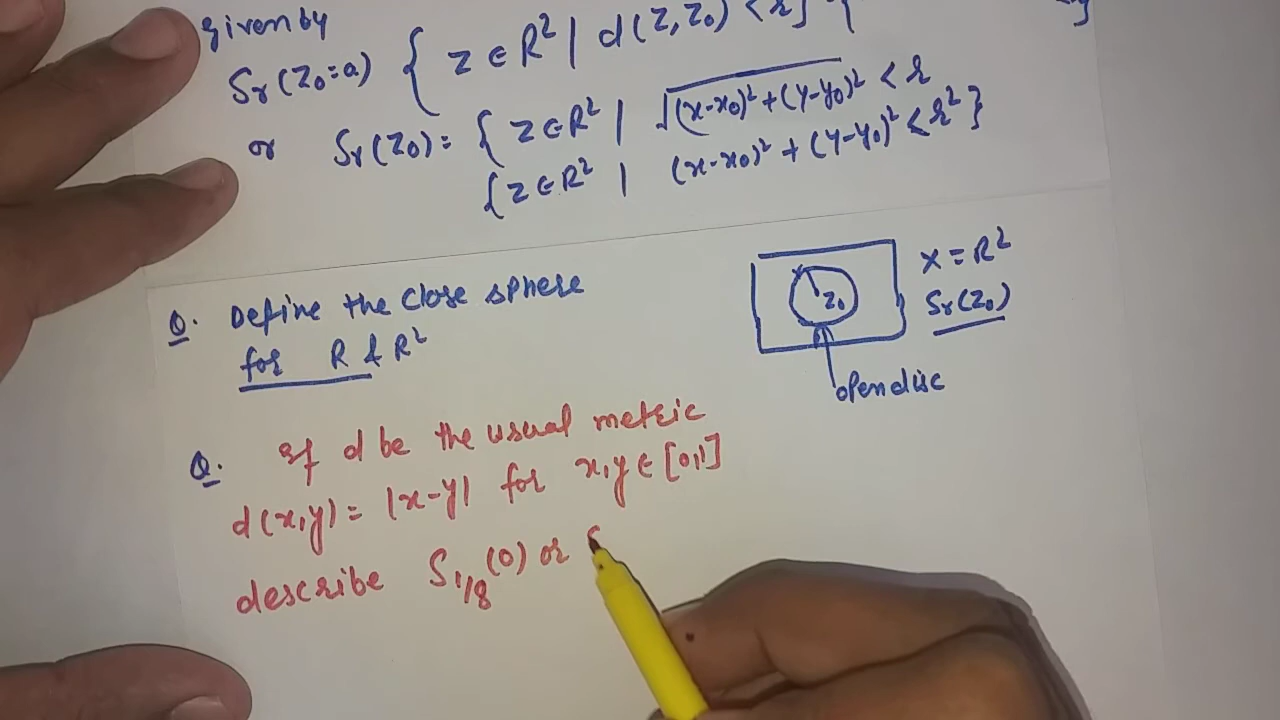 given by
Sr(Z0=a) { Z ∈ R² | d(Z,Z0) < r }
or Sr(Z0) = { Z ∈ R² | √(x-x0)² + (y-y0)² < r
{ Z ∈ R² | (x-x0)² + (y-y0)² < r² }
Q. Define the close sphere
for R & R²
Z0
X = R²
Sr(Z0)
open disc
Q. If d be the usual metric
d(x,y) = |x-y| for x,y ∈ [0,1]
describe S1/8(0) or S